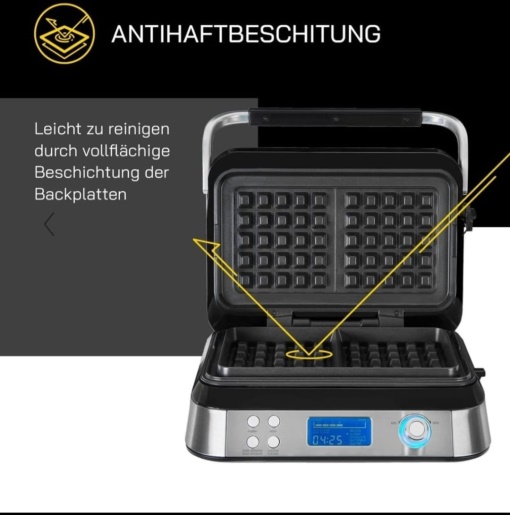 ANTIHAFTBESCHITUNG
Leicht zu reinigen
durch vollflächige
Beschichtung der
Backplatten
04:25